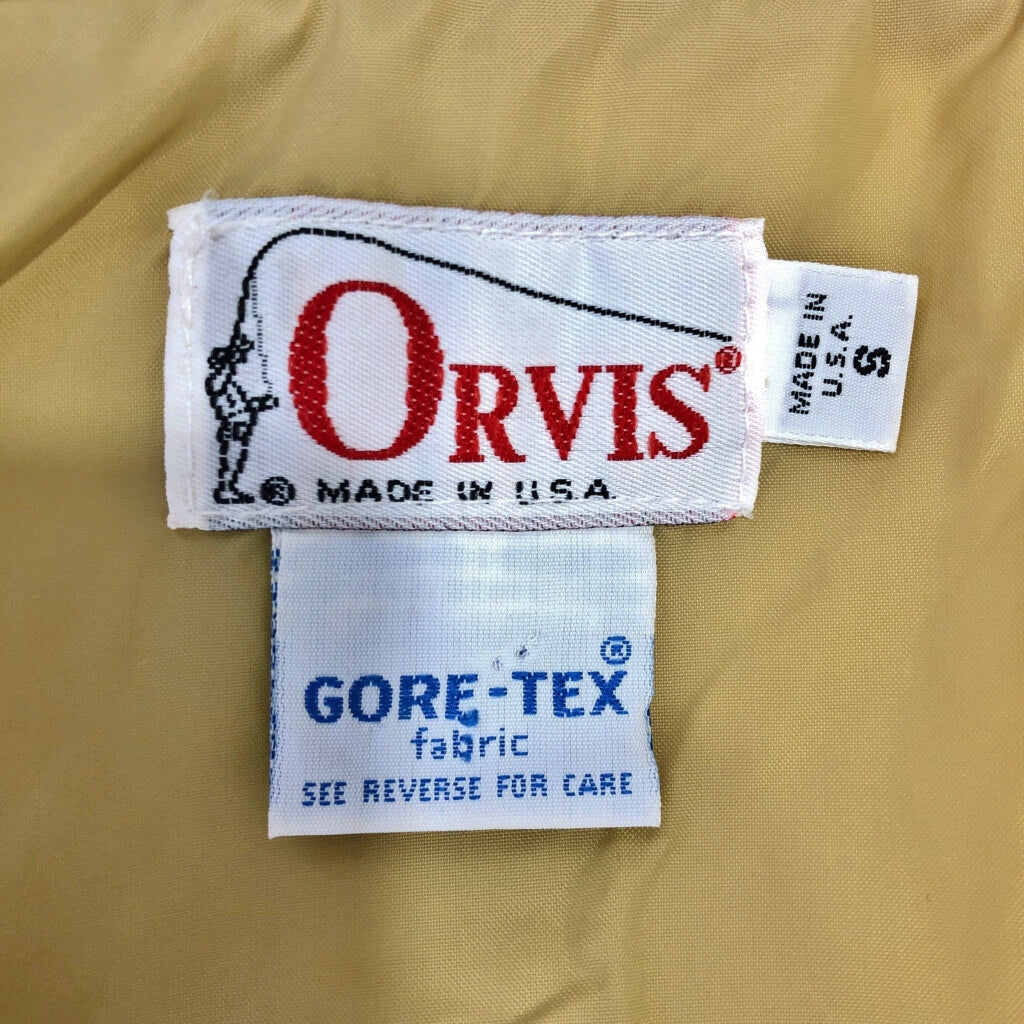 ORVIS®
® MADE IN U.S.A.
MADE IN
U.S.A.
S
GORE-TEX®
fabric
SEE REVERSE FOR CARE